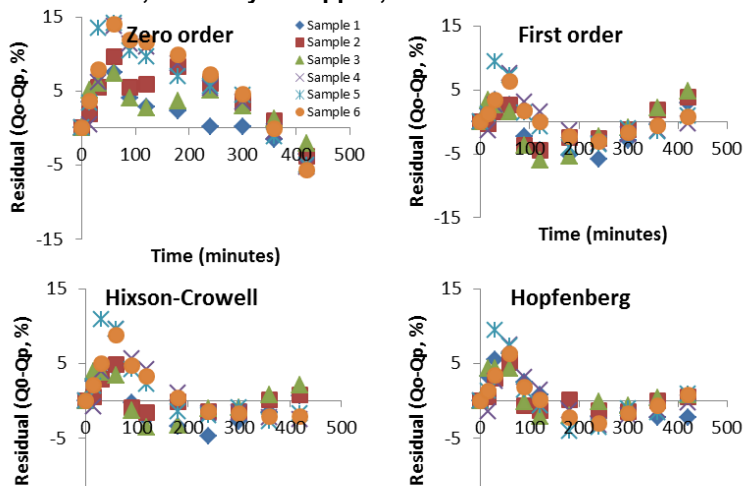 Zero order
Sample 1
Sample 2
Sample 3
Sample 4
Sample 5
Sample 6
15
5
-5
-15
0
100
200
300
400
500
Residual (Qo-Qp, %)
Time (minutes)
First order
15
5
-5
-15
0
100
200
300
400
500
Residual (Qo-Qp, %)
Time (minutes)
Hixson-Crowell
15
5
-5
0
100
200
300
400
500
Residual (Q0-Qp, %)
Hopfenberg
15
5
-5
0
100
200
300
400
500
Residual (Qo-Qp, %)